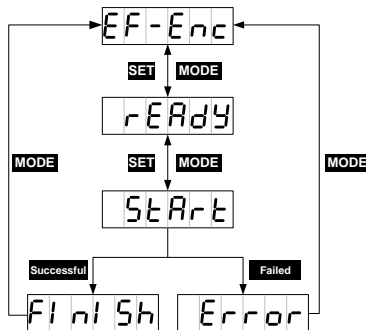 EF-Enc
SET MODE
rEAdY
MODE SET MODE MODE
StArt
Successful Failed
FInISh Error